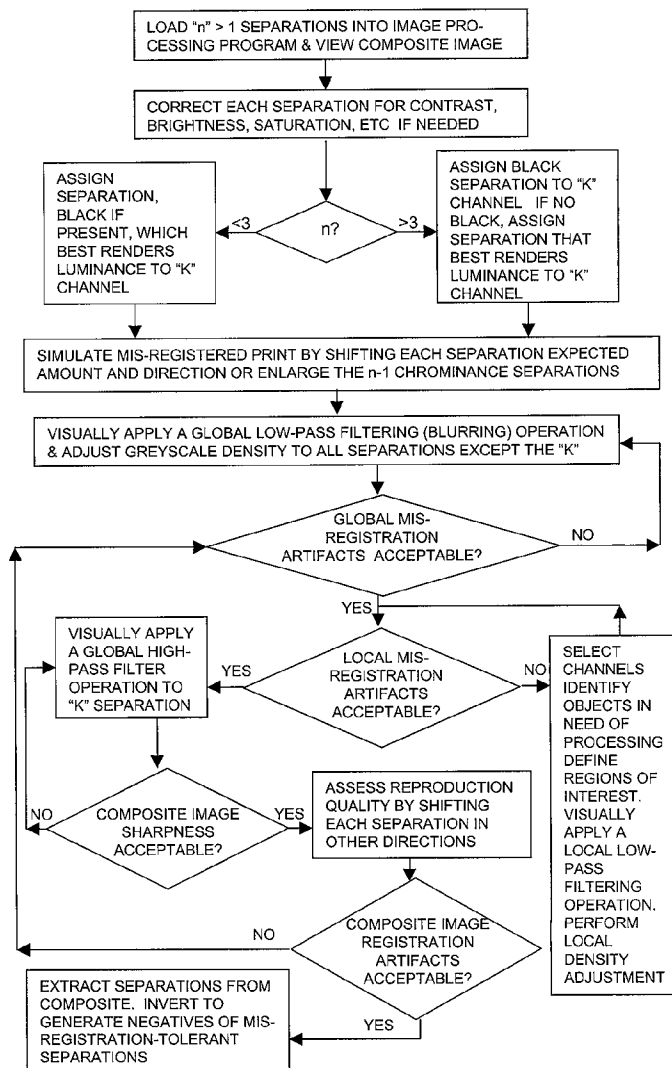 LOAD “n” > 1 SEPARATIONS INTO IMAGE PRO-
CESSING PROGRAM & VIEW COMPOSITE IMAGE
CORRECT EACH SEPARATION FOR CONTRAST,
BRIGHTNESS, SATURATION, ETC IF NEEDED
ASSIGN
SEPARATION,
BLACK IF
PRESENT, WHICH
BEST RENDERS
LUMINANCE TO “K”
CHANNEL
<3
n?
>3
ASSIGN BLACK
SEPARATION TO “K”
CHANNEL IF NO
BLACK, ASSIGN
SEPARATION THAT
BEST RENDERS
LUMINANCE TO “K”
CHANNEL
SIMULATE MIS-REGISTERED PRINT BY SHIFTING EACH SEPARATION EXPECTED
AMOUNT AND DIRECTION OR ENLARGE THE n-1 CHROMINANCE SEPARATIONS
VISUALLY APPLY A GLOBAL LOW-PASS FILTERING (BLURRING) OPERATION
& ADJUST GREYSCALE DENSITY TO ALL SEPARATIONS EXCEPT THE “K”
GLOBAL MIS-
REGISTRATION
ARTIFACTS ACCEPTABLE?
NO
YES
VISUALLY APPLY
A GLOBAL HIGH-
PASS FILTER
OPERATION TO
“K” SEPARATION
YES
LOCAL MIS-
REGISTRATION
ARTIFACTS
ACCEPTABLE?
NO
SELECT
CHANNELS
IDENTIFY
OBJECTS IN
NEED OF
PROCESSING
DEFINE
REGIONS OF
INTEREST.
VISUALLY
APPLY A
LOCAL LOW-
PASS
FILTERING
OPERATION.
PERFORM
LOCAL
DENSITY
ADJUSTMENT
NO
COMPOSITE IMAGE
SHARPNESS
ACCEPTABLE?
YES
ASSESS REPRODUCTION
QUALITY BY SHIFTING
EACH SEPARATION IN
OTHER DIRECTIONS
NO
COMPOSITE IMAGE
REGISTRATION
ARTIFACTS
ACCEPTABLE?
YES
EXTRACT SEPARATIONS FROM
COMPOSITE. INVERT TO
GENERATE NEGATIVES OF MIS-
REGISTRATION-TOLERANT
SEPARATIONS